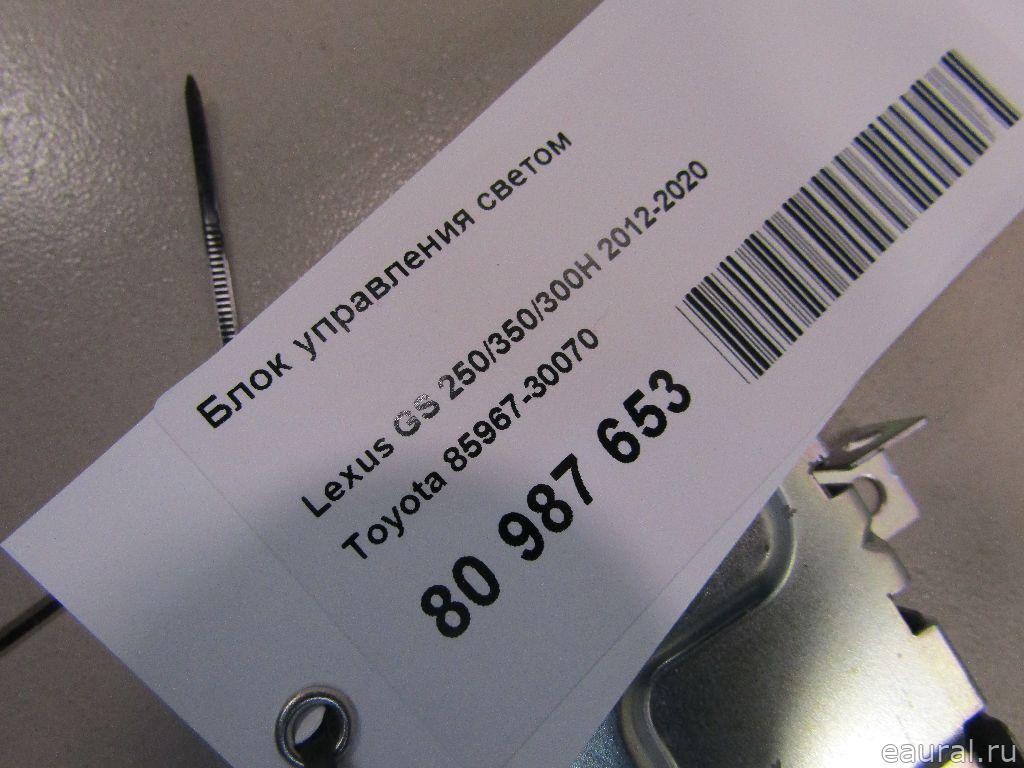 Блок управления светом
Lexus GS 250/350/300H 2012-2020
Toyota 85967-30070
80 987 653
eaural.ru